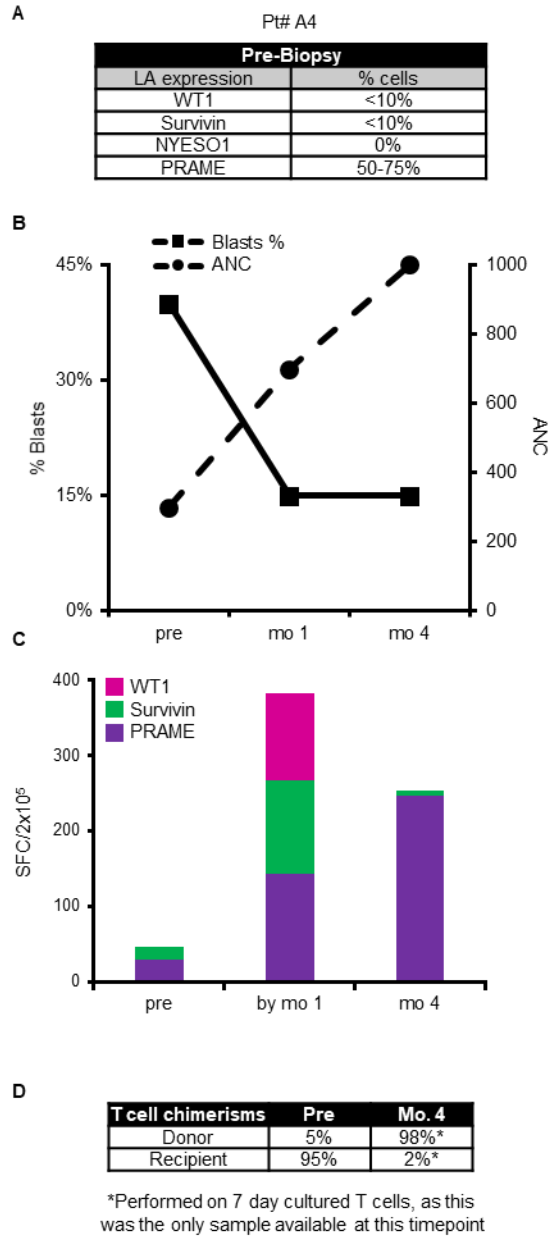 A
Pt# A4
Pre-Biopsy
LA expression % cells
WT1 <10%
Survivin <10%
NYESO1 0%
PRAME 50-75%
B
Blasts %
ANC
45% 1000
800
30%
600
% Blasts ANC
400
15%
200
0% 0
pre mo 1 mo 4
C
400
WT1
Survivin
PRAME
300
SFC/2x10⁵
200
100
0
pre by mo 1 mo 4
D
T cell chimerisms Pre Mo. 4
Donor 5% 98%*
Recipient 95% 2%*
*Performed on 7 day cultured T cells, as this
was the only sample available at this timepoint